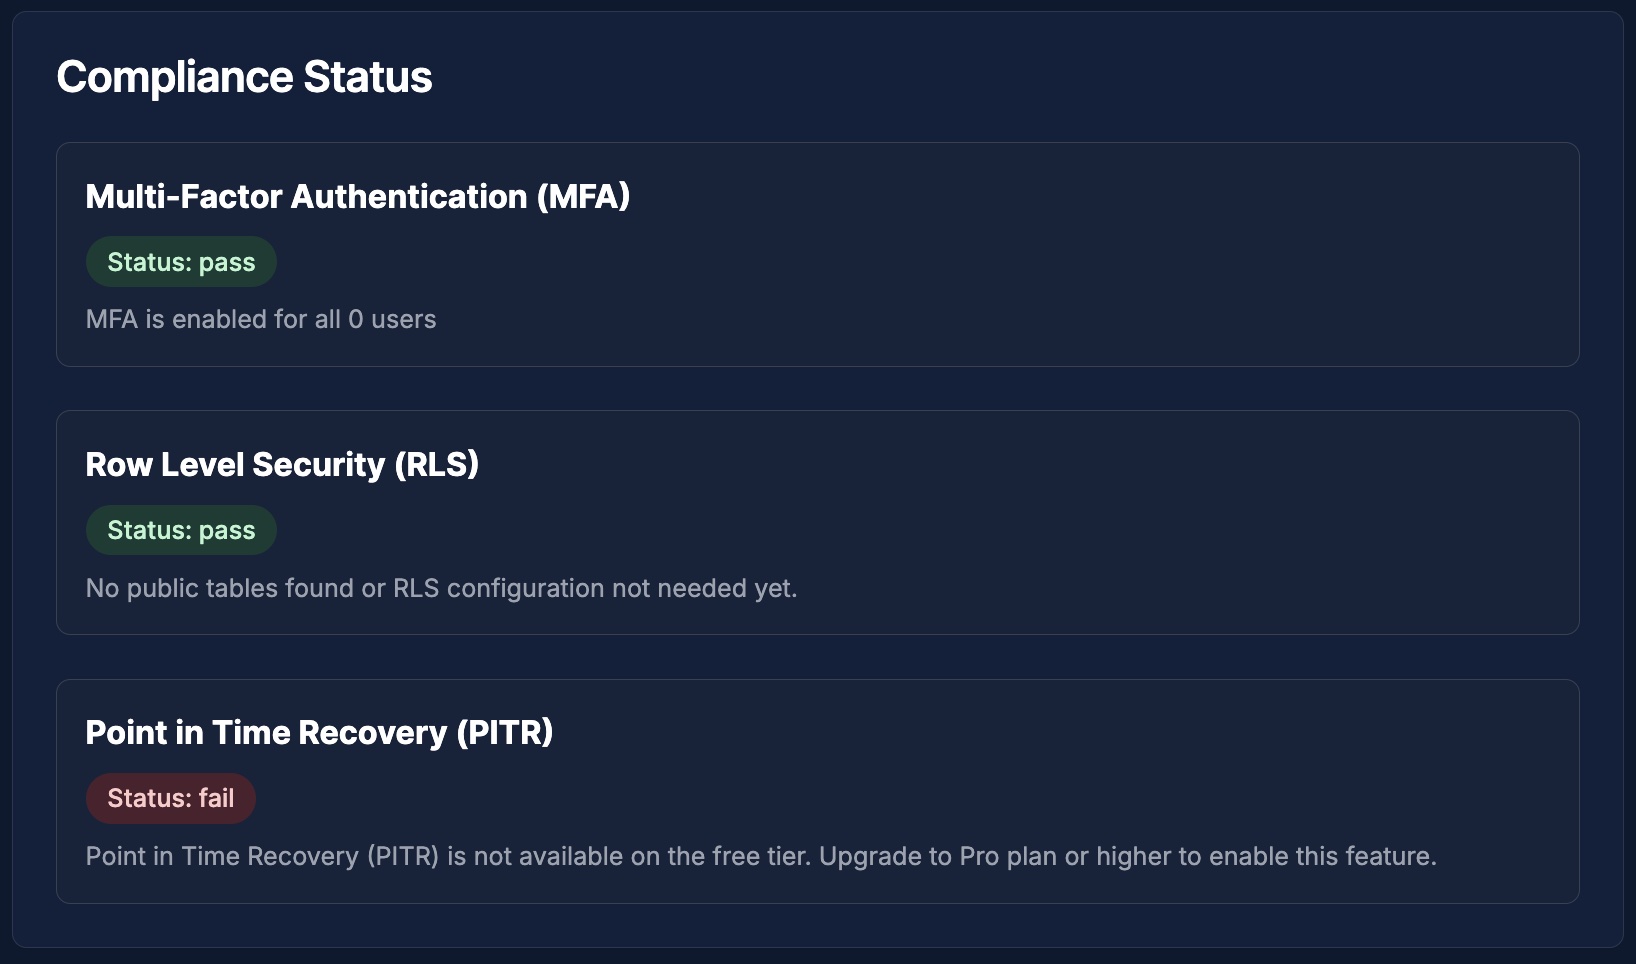 Compliance Status
Multi-Factor Authentication (MFA)
Status: pass
MFA is enabled for all 0 users
Row Level Security (RLS)
Status: pass
No public tables found or RLS configuration not needed yet.
Point in Time Recovery (PITR)
Status: fail
Point in Time Recovery (PITR) is not available on the free tier. Upgrade to Pro plan or higher to enable this feature.